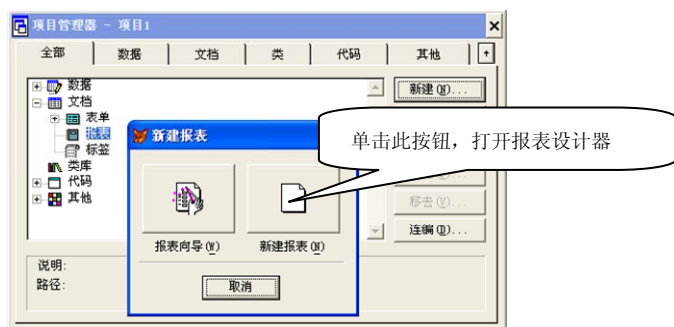 项目管理器 - 项目1
全部 数据 文档 类 代码 其他
数据
新建(N)...
文档
表单
报表
标签
类库
代码
其他
新建报表
单击此按钮，打开报表设计器
移去(V)...
连编(D)...
报表向导(W) 新建报表(N)
取消
说明:
路径: